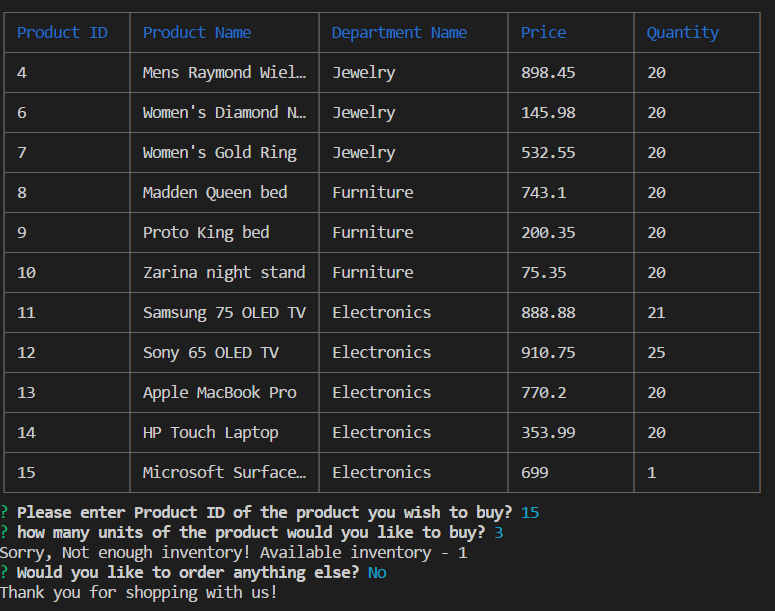 Product ID Product Name Department Name Price Quantity
4 Mens Raymond Wiel… Jewelry 898.45 20
6 Women's Diamond N… Jewelry 145.98 20
7 Women's Gold Ring Jewelry 532.55 20
8 Madden Queen bed Furniture 743.1 20
9 Proto King bed Furniture 200.35 20
10 Zarina night stand Furniture 75.35 20
11 Samsung 75 OLED TV Electronics 888.88 21
12 Sony 65 OLED TV Electronics 910.75 25
13 Apple MacBook Pro Electronics 770.2 20
14 HP Touch Laptop Electronics 353.99 20
15 Microsoft Surface… Electronics 699 1
? Please enter Product ID of the product you wish to buy? 15
? how many units of the product would you like to buy? 3
Sorry, Not enough inventory! Available inventory - 1
? Would you like to order anything else? No
Thank you for shopping with us!